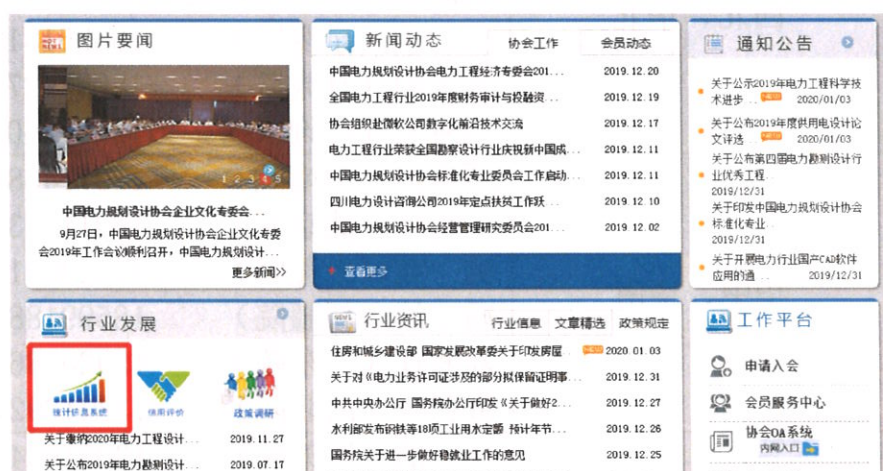 图片要闻
1 2 3 4 5
中国电力规划设计协会企业文化专委会...
9月27日，中国电力规划设计协会企业文化专委
会2019年工作会议顺利召开，中国电力规划设计...
更多新闻>>
新闻动态 协会工作 会员动态
中国电力规划设计协会电力工程经济专委会201... 2019.12.20
全国电力工程行业2019年度财务审计与投融资... 2019.12.19
协会组织赴微软公司数字化前沿技术交流 2019.12.17
电力工程行业荣获全国勘察设计行业庆祝新中国成... 2019.12.11
中国电力规划设计协会标准化专业委员会工作启动... 2019.12.11
四川电力设计咨询公司2019年定点扶贫工作跃... 2019.12.10
中国电力规划设计协会经营管理研究委员会201... 2019.12.02
+ 查看更多
通知公告
关于公示2019年电力工程科学技
术进步... 2020/01/03
关于公布2019年度供用电设计论
文评选... 2020/01/03
关于公布第四届电力勘测设计行
业优秀工程...
2019/12/31
关于印发中国电力规划设计协会
标准化专业...
2019/12/31
关于开展电力行业国产CAD软件
应用的通... 2019/12/31
行业发展
统计信息系统 信用评价 政策调研
关于缴纳2020年电力工程设计... 2019.11.27
关于公布2019年电力勘测设计... 2019.07.17
NEWS 行业资讯 行业信息 文章精选 政策规定
住房和城乡建设部 国家发展改革委关于印发房屋... 2020.01.03
关于对《电力业务许可证涉及的部分拟保留证明事... 2019.12.31
中共中央办公厅 国务院办公厅印发《关于做好2... 2019.12.27
水利部发布钢铁等18项工业用水定额 预计年节... 2019.12.26
国务院关于进一步做好稳就业工作的意见 2019.12.25
工作平台
申请入会
会员服务中心
协会OA系统
内网入口